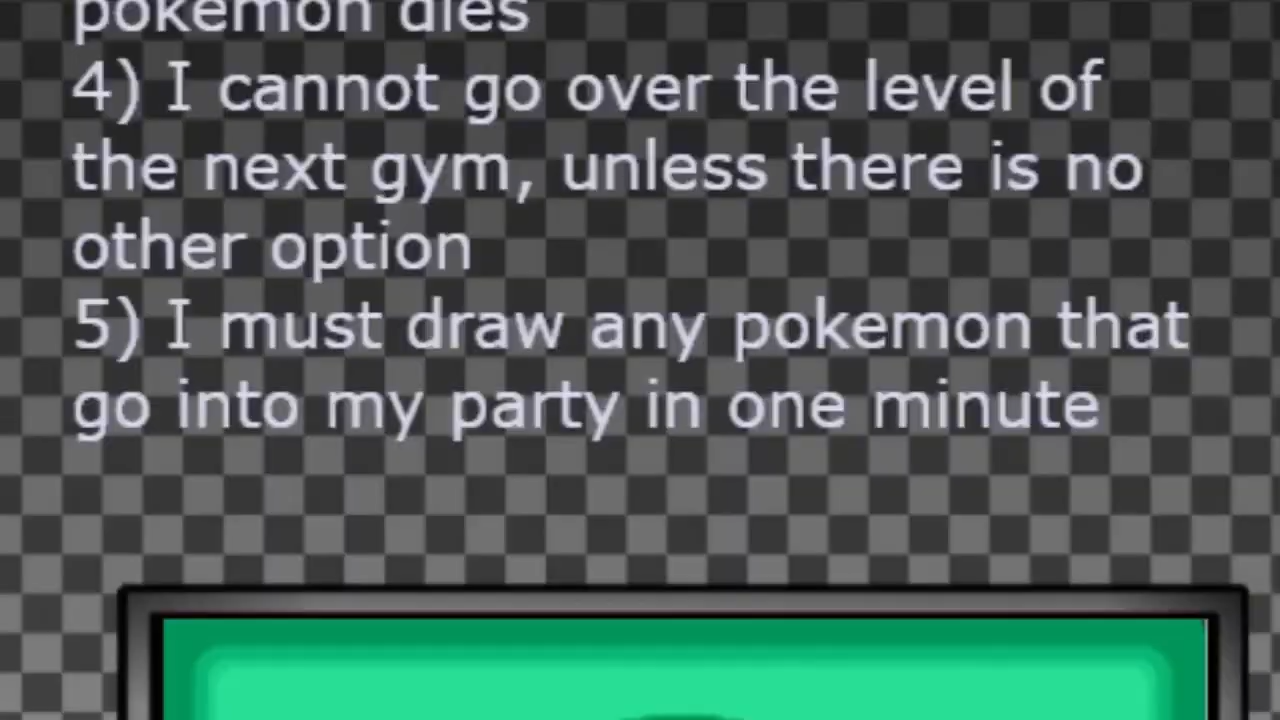 pokemon dies
4) I cannot go over the level of
the next gym, unless there is no
other option
5) I must draw any pokemon that
go into my party in one minute